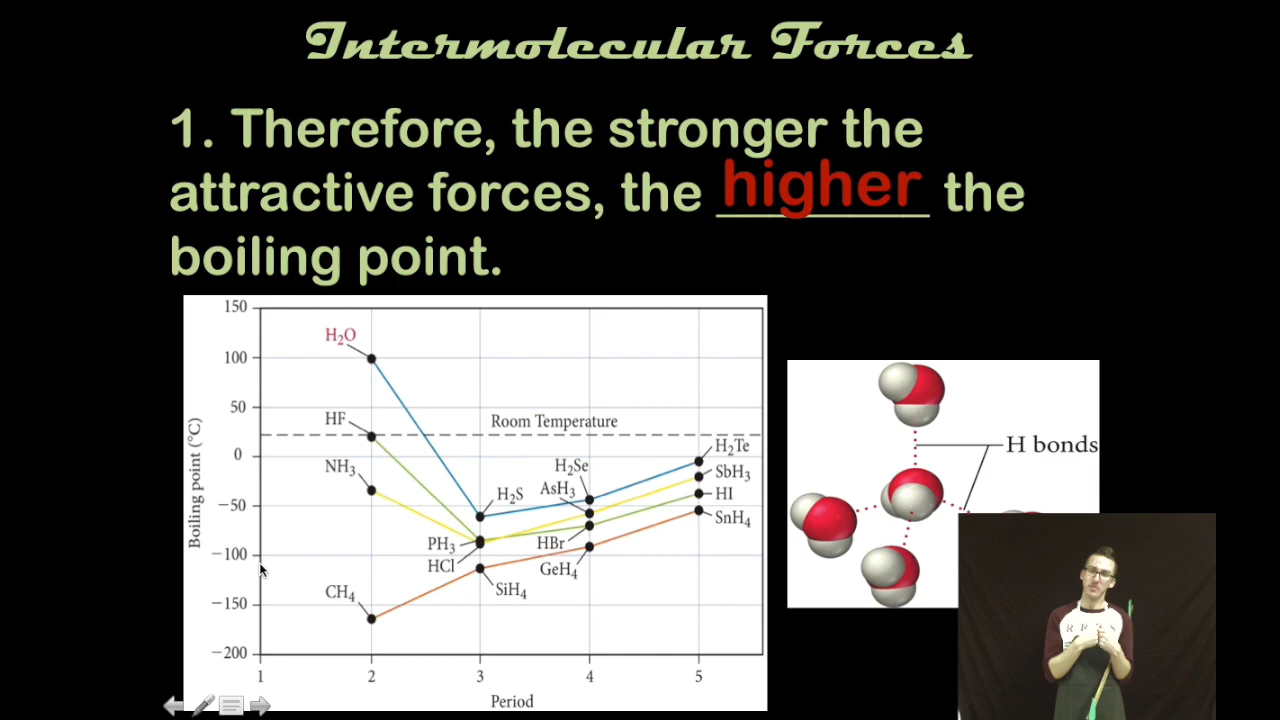 Intermolecular Forces
1. Therefore, the stronger the
attractive forces, the higher the
boiling point.
150
100
50
0
−50
−100
−150
−200
Boiling point (°C)
H₂O
HF
NH₃
CH₄
Room Temperature
H₂S
PH₃
HCl
SiH₄
H₂Se
AsH₃
HBr
GeH₄
H₂Te
SbH₃
HI
SnH₄
1 2 3 4 5
Period
H bonds